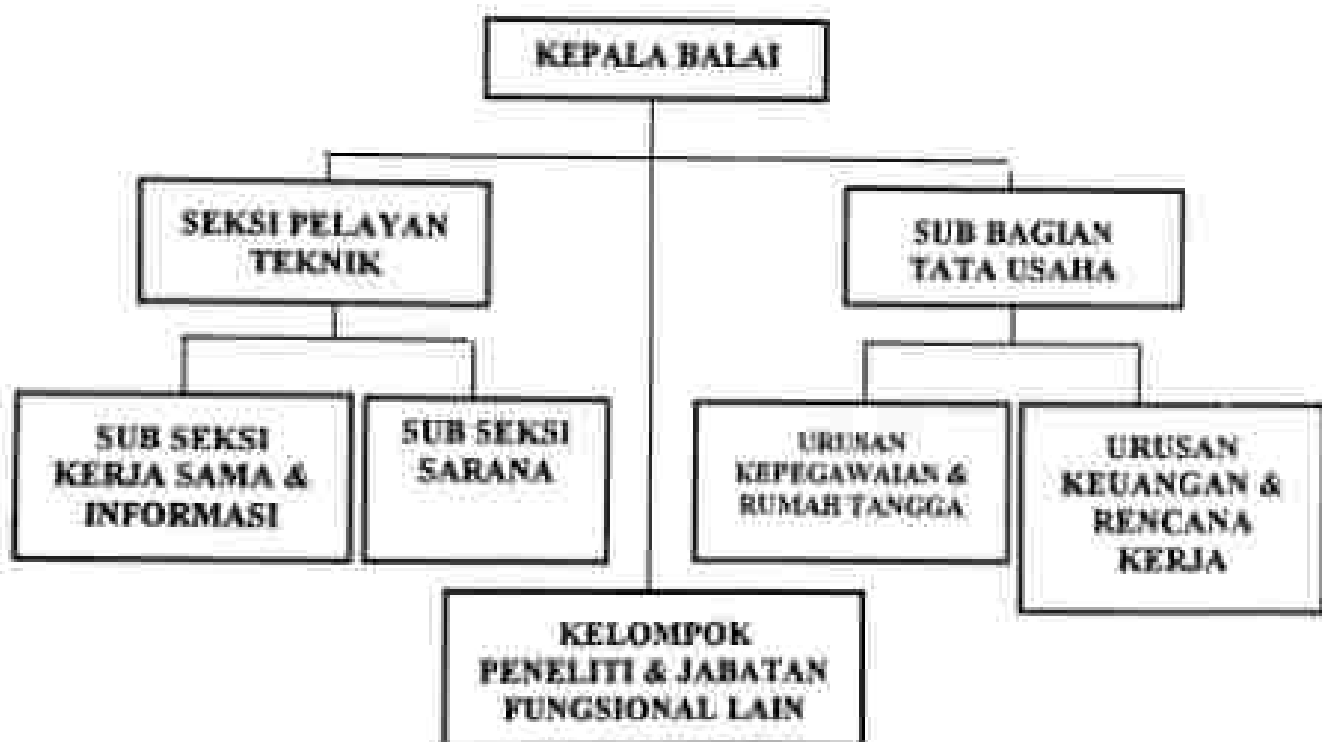 KEPALA BALAI
SEKSI PELAYAN
TEKNIK
SUB BAGIAN
TATA USAHA
SUB SEKSI
KERJA SAMA &
INFORMASI
SUB SEKSI
SARANA
URUSAN
KEPEGAWAIAN &
RUMAH TANGGA
URUSAN
KEUANGAN &
RENCANA
KERJA
KELOMPOK
PENELITI & JABATAN
FUNGSIONAL LAIN